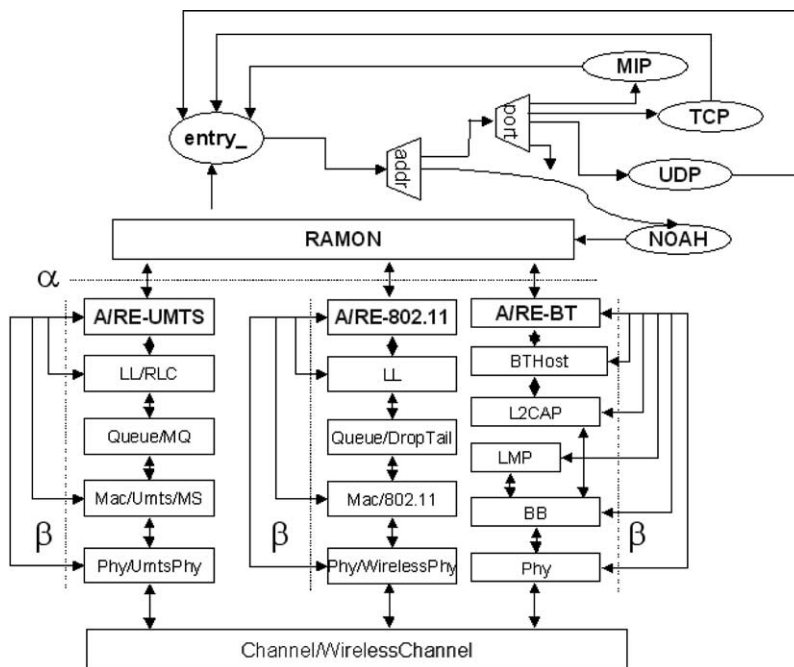 MIP
TCP
entry_
port
addr
UDP
RAMON
NOAH
α
A/RE-UMTS
A/RE-802.11
A/RE-BT
LL/RLC
LL
BTHost
Queue/MQ
Queue/DropTail
L2CAP
LMP
Mac/Umts/MS
Mac/802.11
BB
β
β
β
Phy/UmtsPhy
Phy/WirelessPhy
Phy
Channel/WirelessChannel